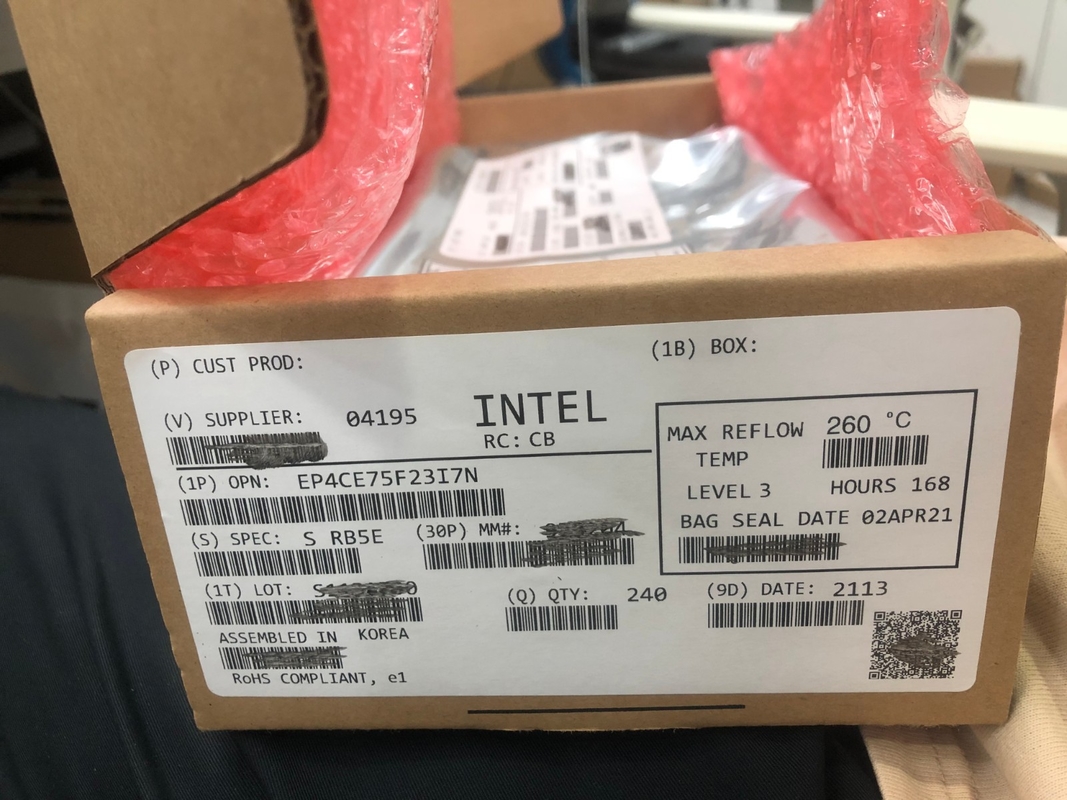 (P) CUST PROD:
(1B) BOX:
(V) SUPPLIER: 04195
INTEL
RC: CB
MAX REFLOW TEMP 260 °C
LEVEL 3 HOURS 168
BAG SEAL DATE 02APR21
(1P) OPN: EP4CE75F23I7N
(S) SPEC: S RB5E
(30P) MM#:
(1T) LOT:
(Q) QTY: 240
(9D) DATE: 2113
ASSEMBLED IN KOREA
RoHS COMPLIANT, e1